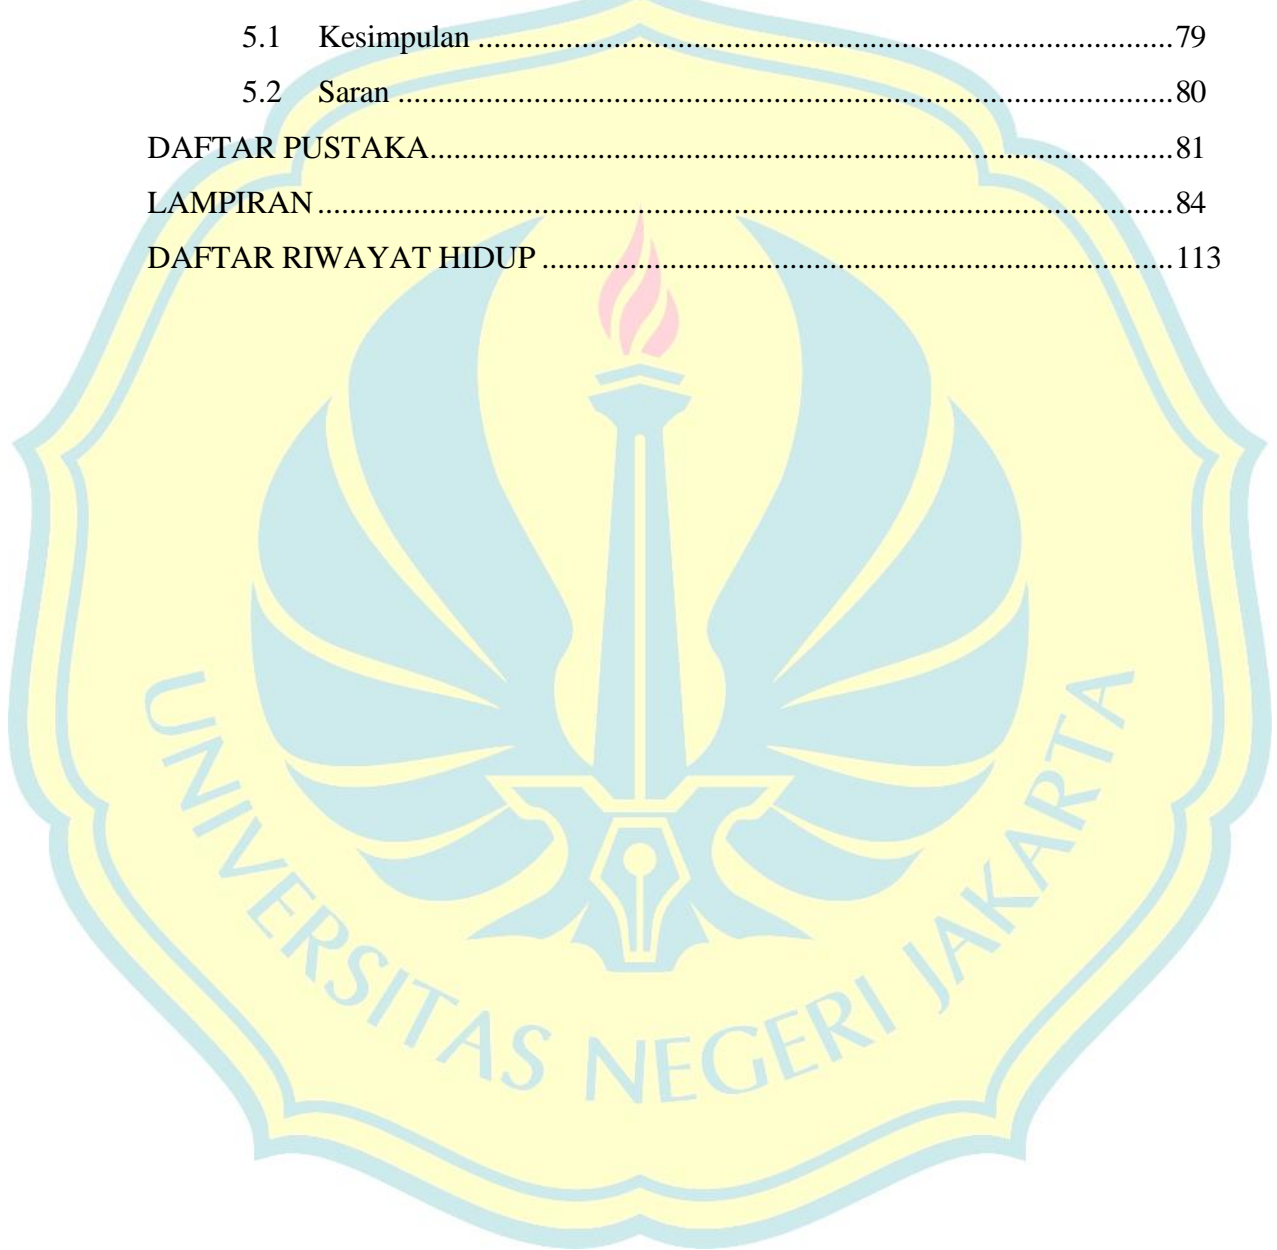 5.1 Kesimpulan ........................................................................................ 79
5.2 Saran .................................................................................................. 80
DAFTAR PUSTAKA.............................................................................................. 81
LAMPIRAN ............................................................................................................ 84
DAFTAR RIWAYAT HIDUP ................................................................................ 113
UNIVERSITAS NEGERI JAKARTA